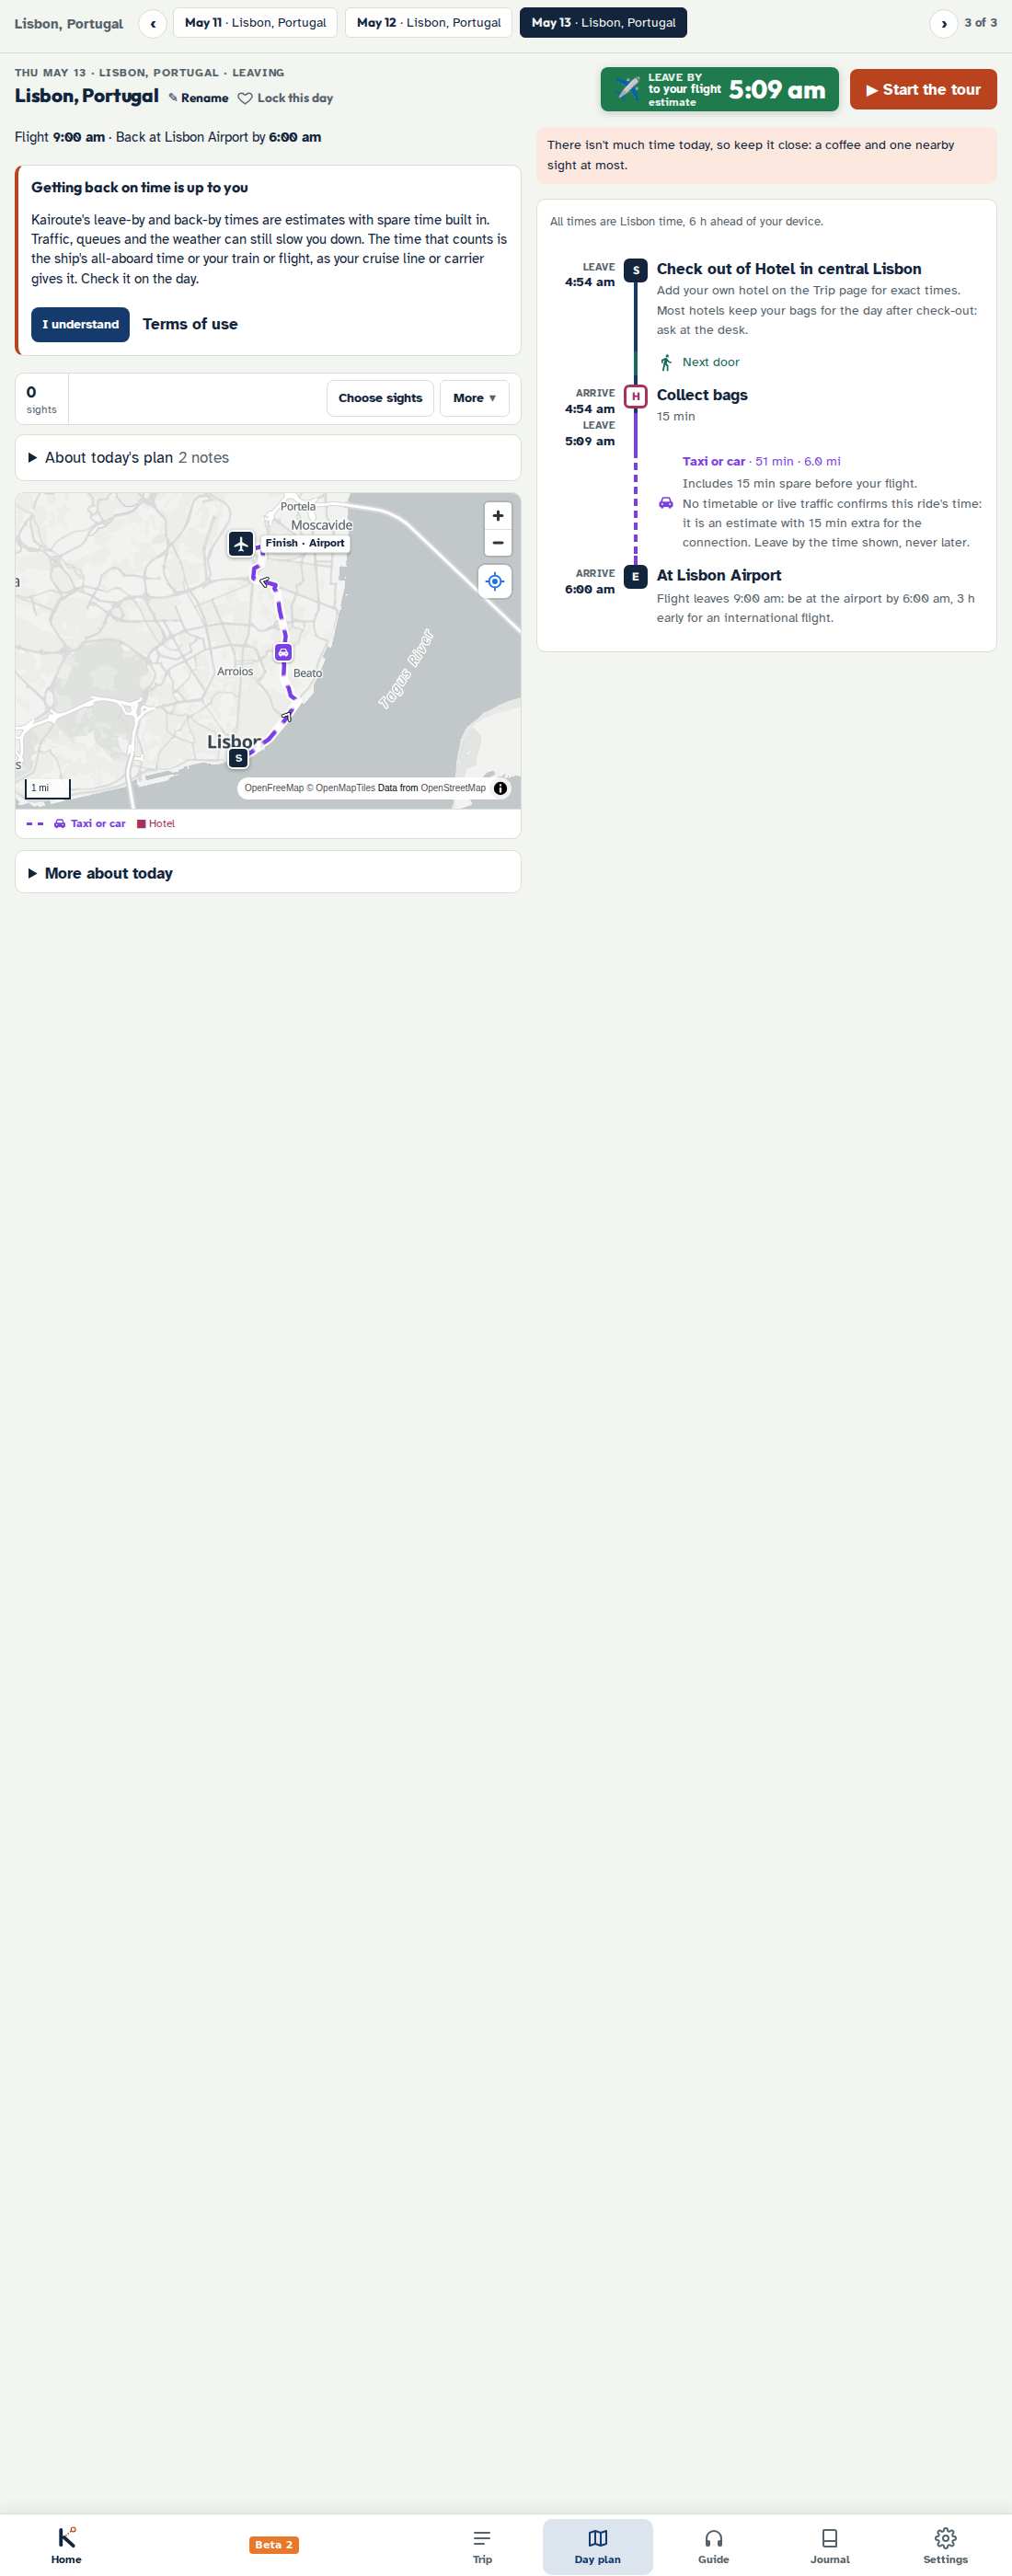 Lisbon, Portugal
‹
May 11 · Lisbon, Portugal
May 12 · Lisbon, Portugal
May 13 · Lisbon, Portugal
›
3 of 3
THU MAY 13 · LISBON, PORTUGAL · LEAVING
Lisbon, Portugal
✎ Rename
Lock this day
LEAVE BY
to your flight
estimate
5:09 am
▶ Start the tour
Flight 9:00 am · Back at Lisbon Airport by 6:00 am
Getting back on time is up to you
Kairoute's leave-by and back-by times are estimates with spare time built in.
Traffic, queues and the weather can still slow you down. The time that counts is
the ship's all-aboard time or your train or flight, as your cruise line or carrier
gives it. Check it on the day.
I understand
Terms of use
0
sights
Choose sights
More ▼
▶ About today's plan 2 notes
Portela
Moscavide
Finish · Airport
+
−
a
Arroios
Beato
Tagus River
Lisbon
S
s
1 mi
OpenFreeMap © OpenMapTiles Data from OpenStreetMap
Taxi or car
Hotel
▶ More about today
There isn't much time today, so keep it close: a coffee and one nearby
sight at most.
All times are Lisbon time, 6 h ahead of your device.
LEAVE
4:54 am
S
Check out of Hotel in central Lisbon
Add your own hotel on the Trip page for exact times.
Most hotels keep your bags for the day after check-out:
ask at the desk.
Next door
ARRIVE
4:54 am
LEAVE
5:09 am
H
Collect bags
15 min
Taxi or car · 51 min · 6.0 mi
Includes 15 min spare before your flight.
No timetable or live traffic confirms this ride's time:
it is an estimate with 15 min extra for the
connection. Leave by the time shown, never later.
ARRIVE
6:00 am
E
At Lisbon Airport
Flight leaves 9:00 am: be at the airport by 6:00 am, 3 h
early for an international flight.
Home
Beta 2
Trip
Day plan
Guide
Journal
Settings